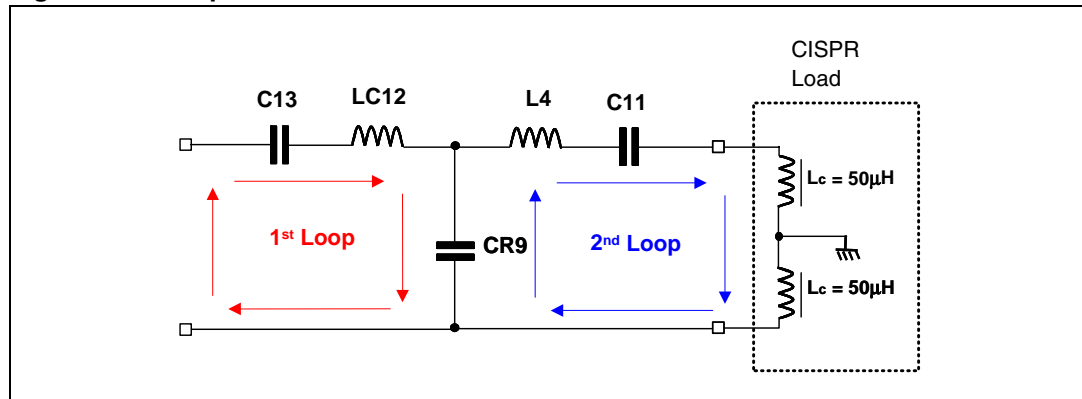 CISPR
Load
C13
LC12
L4
C11
Lc = 50μH
1st Loop
CR9
2nd Loop
Lc = 50μH